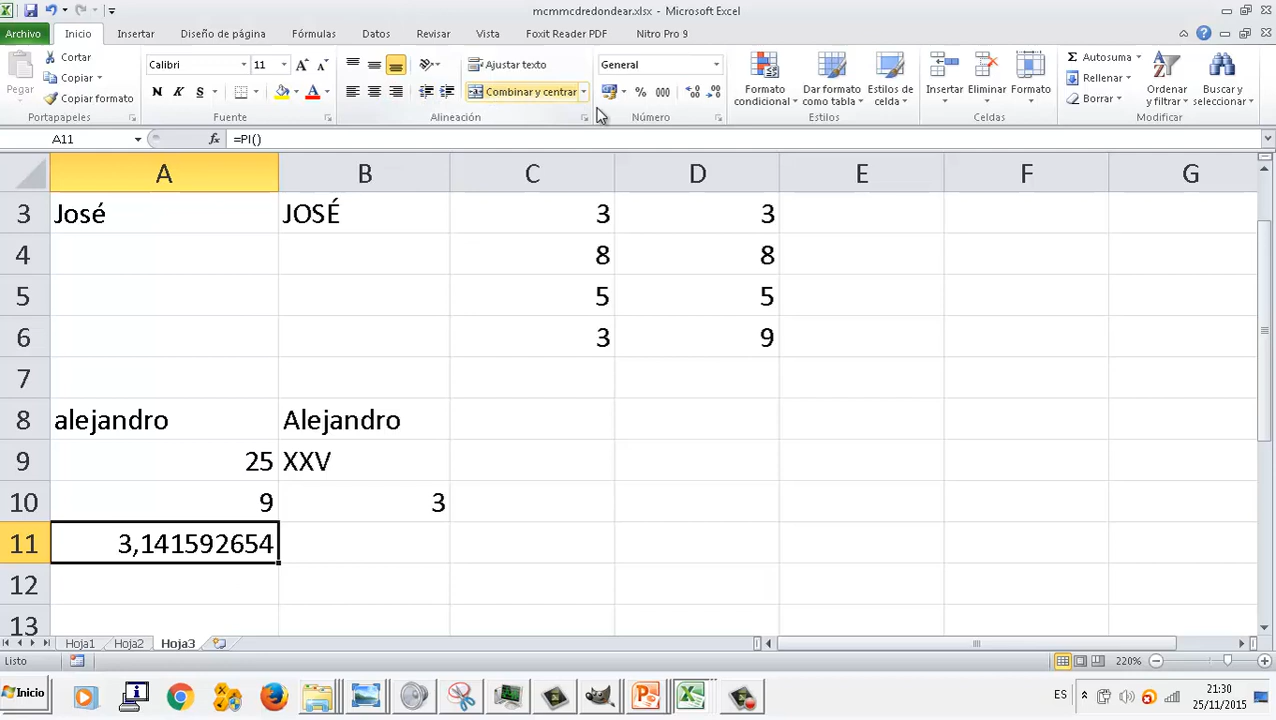 mcmmcdredondear.xlsx - Microsoft Excel
Archivo Inicio Insertar Diseño de página Fórmulas Datos Revisar Vista Foxit Reader PDF Nitro Pro 9
Pegar Cortar Calibri 11 Ajustar texto General Formato condicional Dar formato como tabla Estilos de celda Insertar Eliminar Formato Autosuma Ordenar y filtrar Buscar y seleccionar
Copiar Rellenar
Copiar formato N K S A Combinar y centrar % 000 Borrar
Portapapeles Fuente Alineación Número Estilos Celdas Modificar
A11 fx =PI()
A B C D E F G
3 José JOSÉ 3 3
4 8 8
5 5 5
6 3 9
7
8 alejandro Alejandro
9 25 XXV
10 9 3
11 3,141592654
12
13
Hoja1 Hoja2 Hoja3
Listo 220%
Inicio ES 21:30
25/11/2015